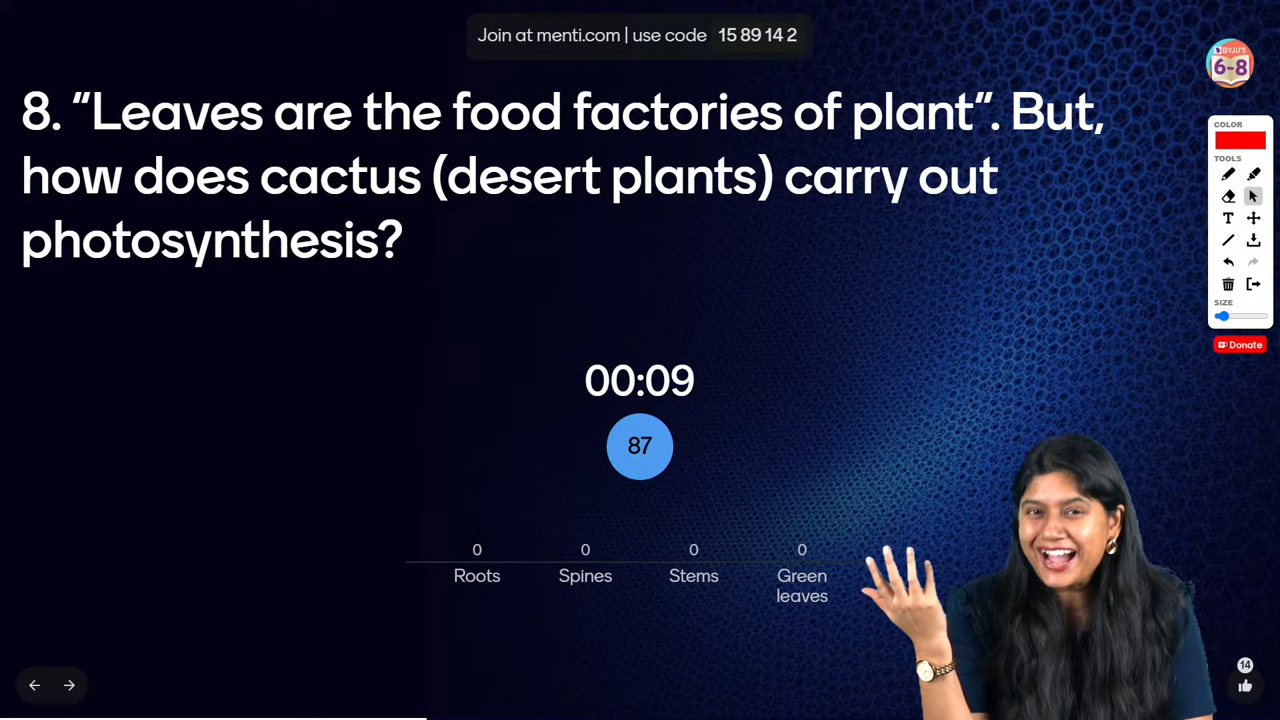 Join at menti.com | use code 15 89 14 2
BYJU'S
6-8
8. “Leaves are the food factories of plant”. But,
how does cactus (desert plants) carry out
photosynthesis?
COLOR
TOOLS
T
SIZE
Donate
00:09
87
0 0 0 0
Roots Spines Stems Green
leaves
14